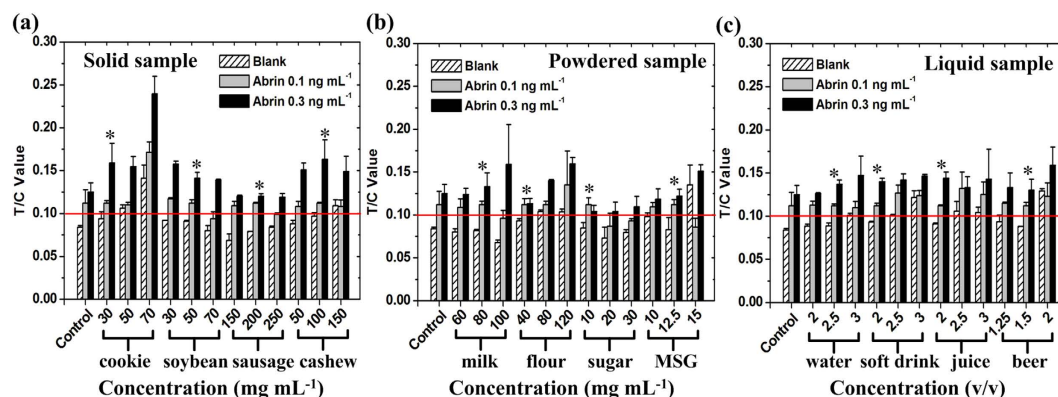 (a)
Solid sample
Blank
Abrin 0.1 ng mL⁻¹
Abrin 0.3 ng mL⁻¹
T/C Value
0.30
0.25
0.20
0.15
0.10
0.05
0.00
* * * *
Control 30 50 70 30 50 70 150 200 250 50 100 150
cookie soybean sausage cashew
Concentration (mg mL⁻¹)
(b)
Powdered sample
Blank
Abrin 0.1 ng mL⁻¹
Abrin 0.3 ng mL⁻¹
T/C Value
0.30
0.25
0.20
0.15
0.10
0.05
0.00
* * * *
Control 60 80 100 40 80 120 10 20 30 10 12.5 15
milk flour sugar MSG
Concentration (mg mL⁻¹)
(c)
Liquid sample
Blank
Abrin 0.1 ng mL⁻¹
Abrin 0.3 ng mL⁻¹
T/C Value
0.30
0.25
0.20
0.15
0.10
0.05
0.00
* * * *
Control 2 2.5 3 2 2.5 3 2 2.5 3 1.25 1.5 2
water soft drink juice beer
Concentration (v/v)